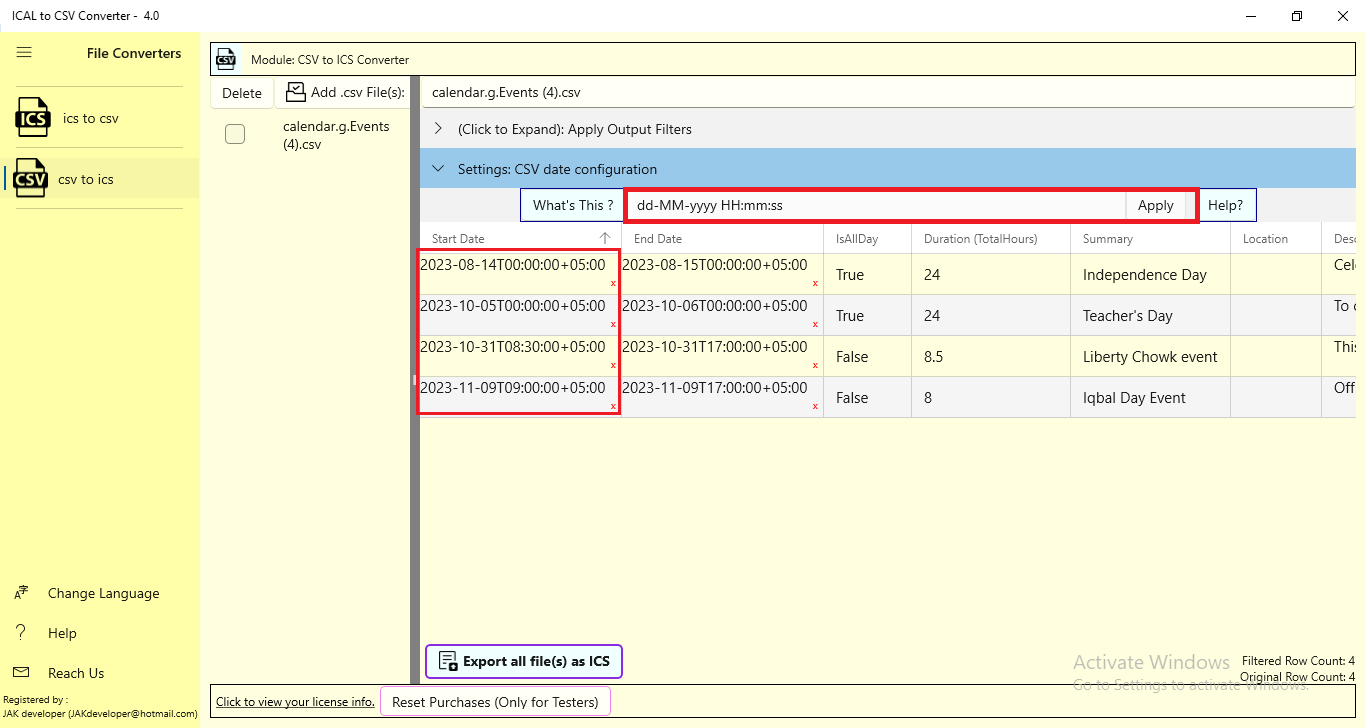 ICAL to CSV Converter - 4.0
File Converters
ICS
ics to csv
CSV
csv to ics
CSV
Module: CSV to ICS Converter
Delete
Add .csv File(s):
calendar.g.Events
(4).csv
calendar.g.Events (4).csv
(Click to Expand): Apply Output Filters
Settings: CSV date configuration
What's This ?
dd-MM-yyyy HH:mm:ss
Apply
Help?
Start Date End Date IsAllDay Duration (TotalHours) Summary Location Desc
2023-08-14T00:00:00+05:00 x 2023-08-15T00:00:00+05:00 x True 24 Independence Day Cele
2023-10-05T00:00:00+05:00 x 2023-10-06T00:00:00+05:00 x True 24 Teacher's Day To c
2023-10-31T08:30:00+05:00 x 2023-10-31T17:00:00+05:00 x False 8.5 Liberty Chowk event This
2023-11-09T09:00:00+05:00 x 2023-11-09T17:00:00+05:00 x False 8 Iqbal Day Event Off
Change Language
Help
Reach Us
Registered by :
JAK developer (JAKdeveloper@hotmail.com)
Export all file(s) as ICS
Activate Windows
Go to Settings to activate Windows.
Filtered Row Count: 4
Original Row Count: 4
Click to view your license info.
Reset Purchases (Only for Testers)